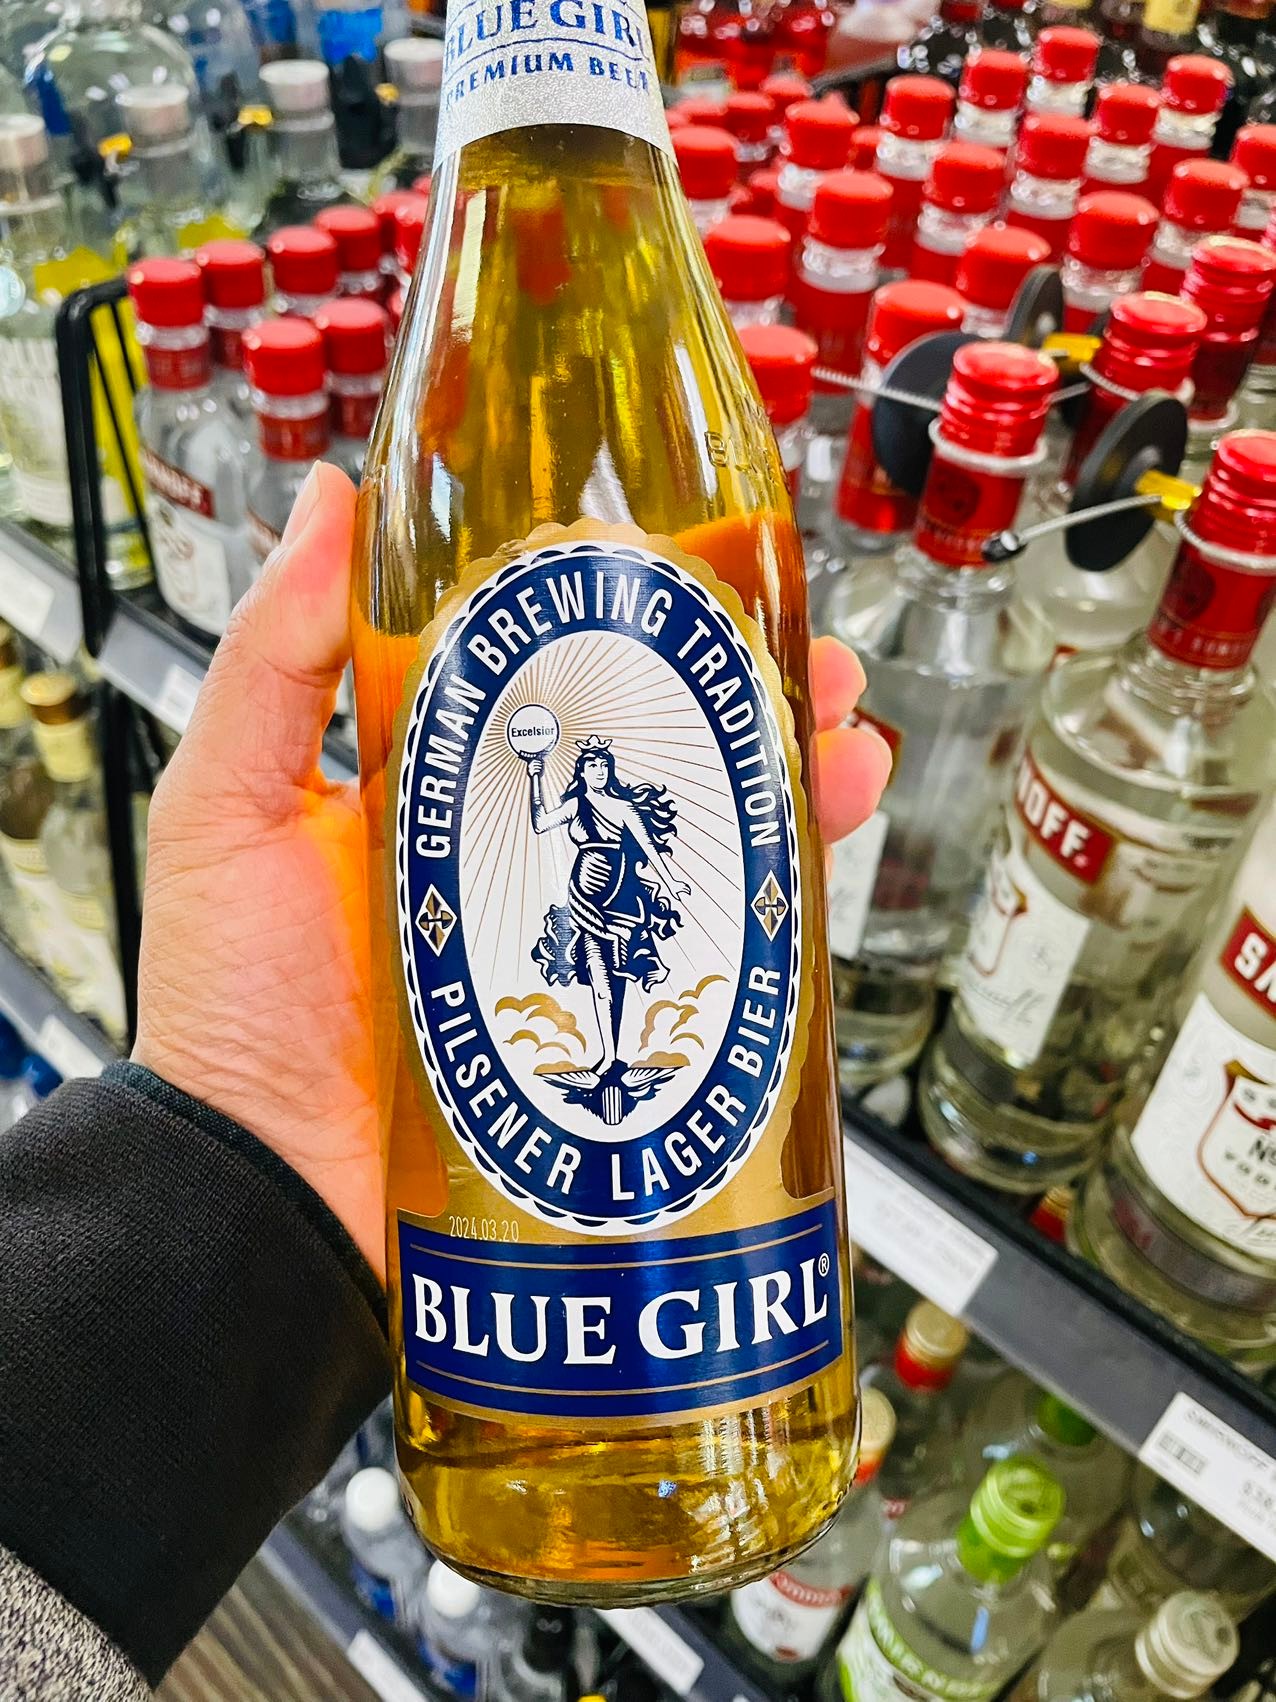 BLUE GIRL
PREMIUM BEER
GERMAN BREWING TRADITION
Excelsior
PILSENER LAGER BIER
2024.03.20
BLUE GIRL®